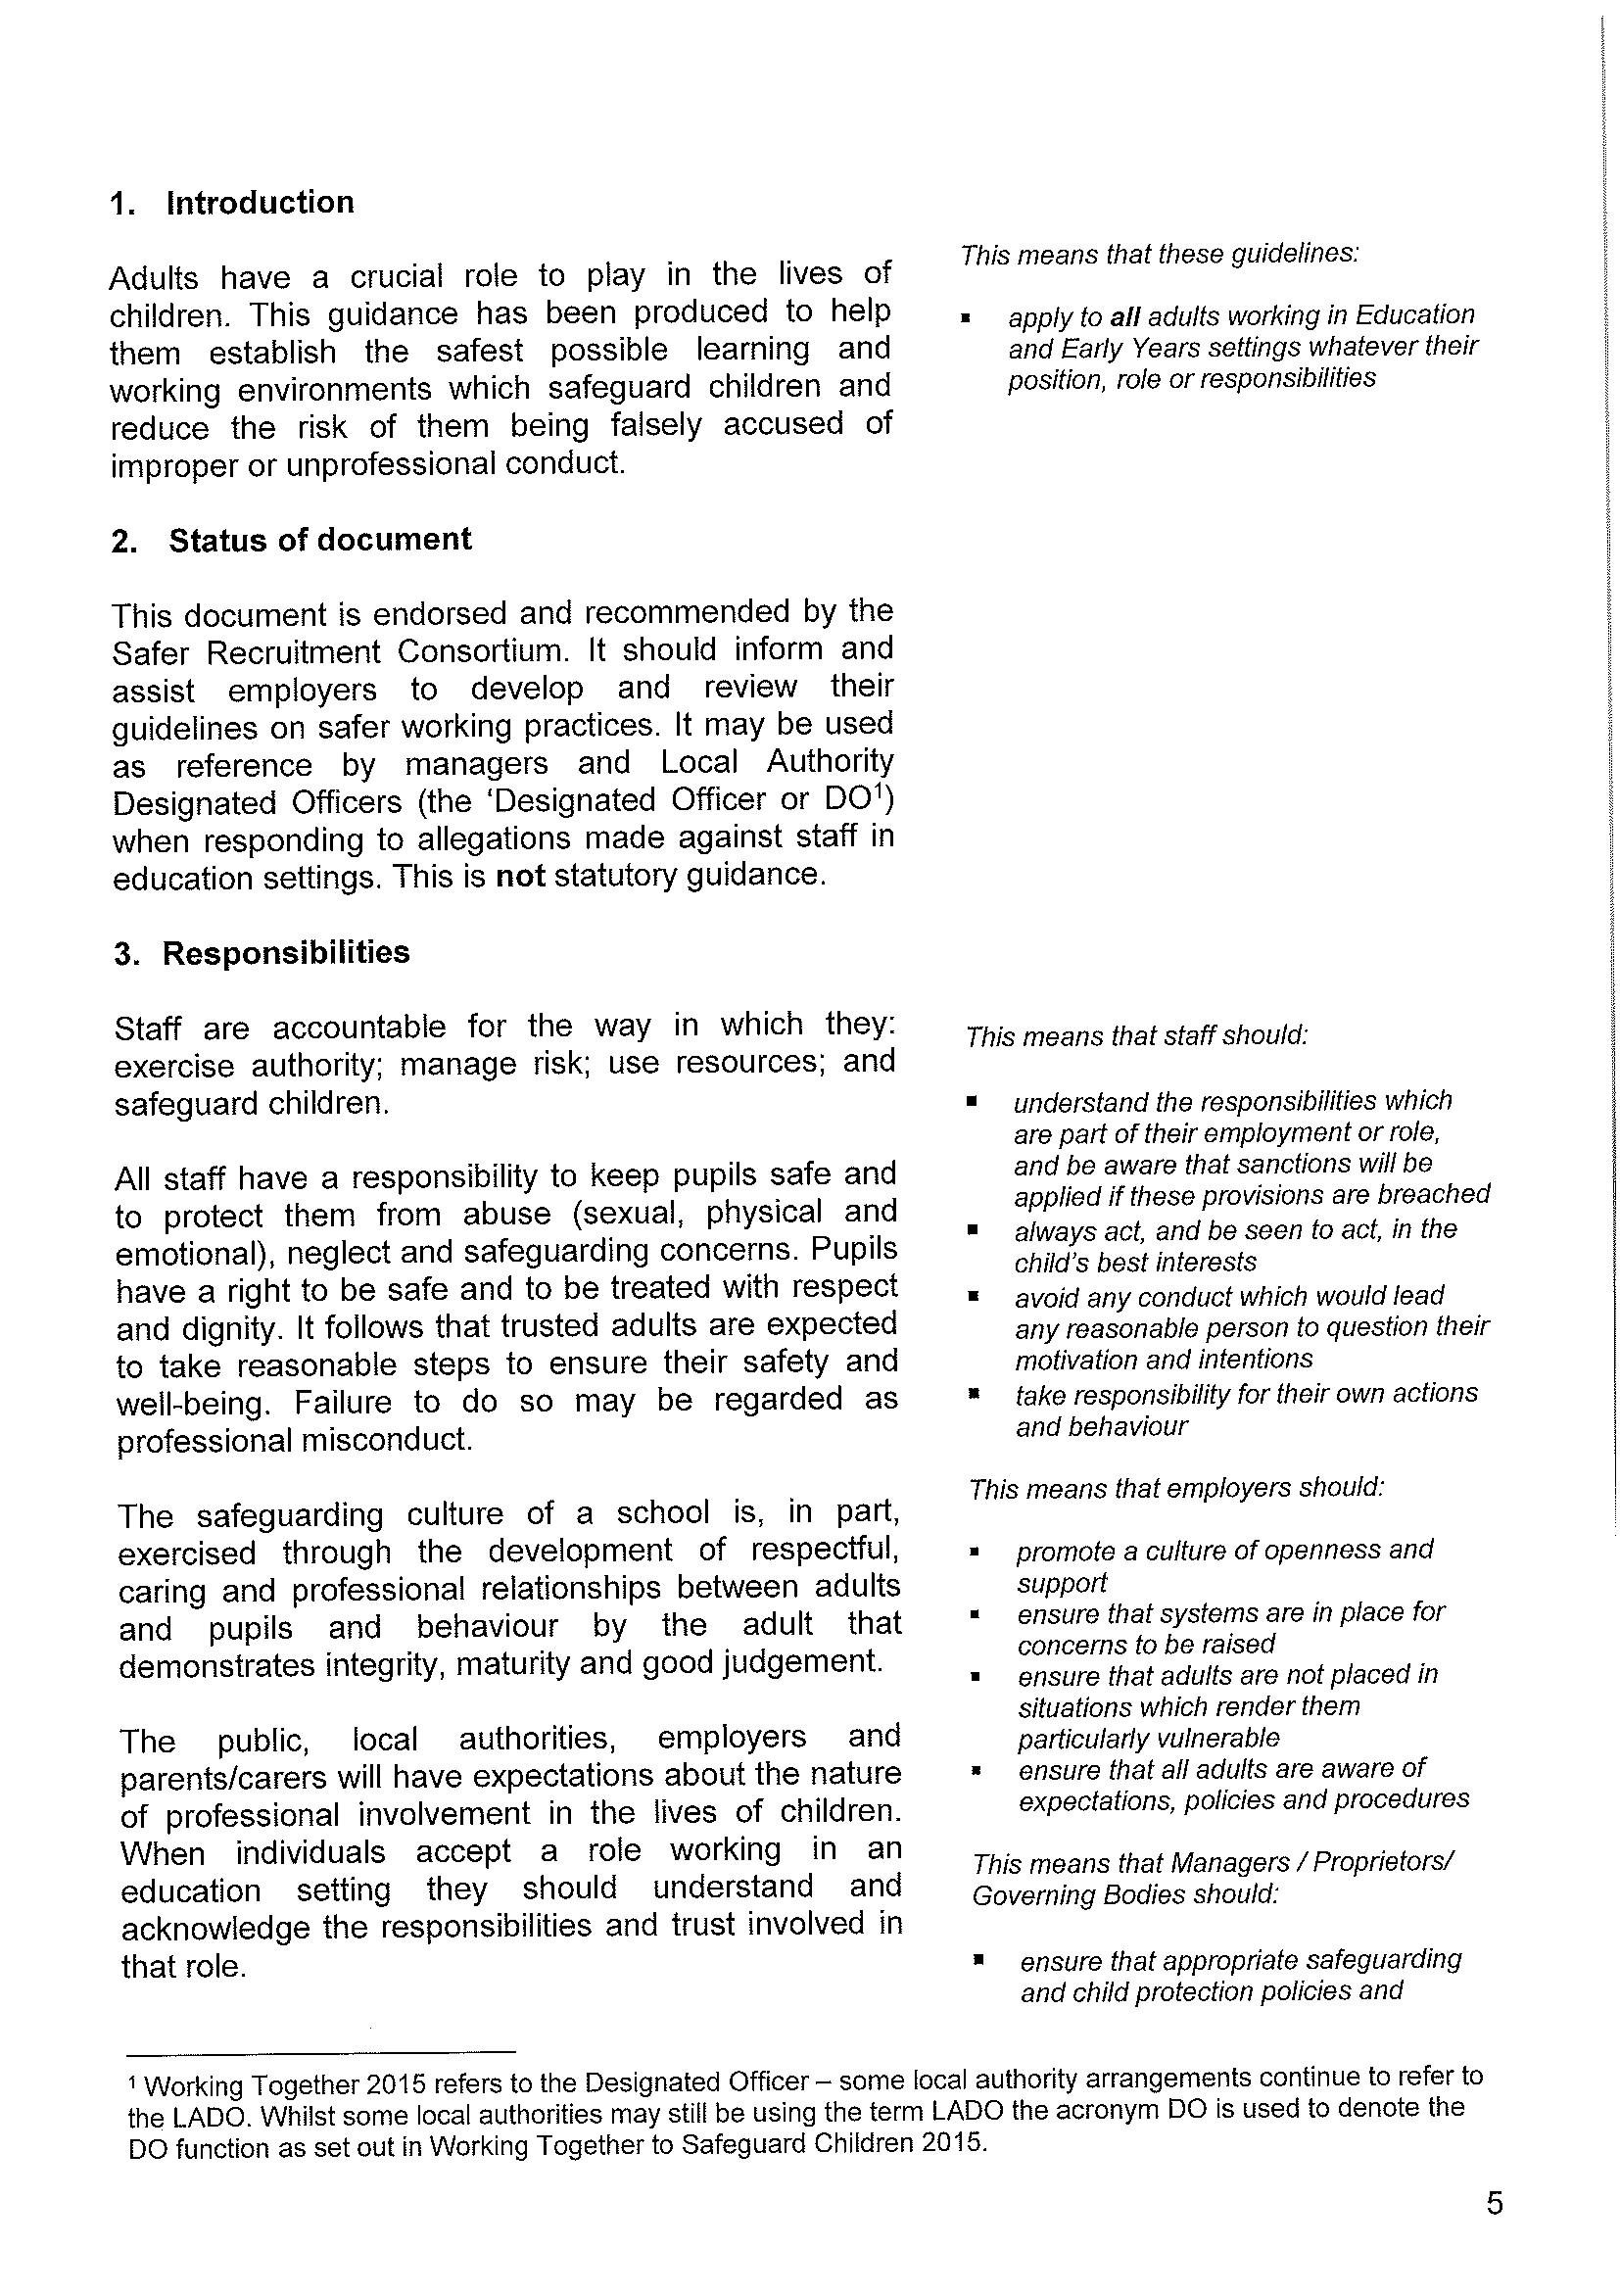 1. Introduction
Adults have a crucial role to play in the lives of
children. This guidance has been produced to help
them establish the safest possible learning and
working environments which safeguard children and
reduce the risk of them being falsely accused of
improper or unprofessional conduct.
This means that these guidelines:
▪ apply to all adults working in Education
and Early Years settings whatever their
position, role or responsibilities
2. Status of document
This document is endorsed and recommended by the
Safer Recruitment Consortium. It should inform and
assist employers to develop and review their
guidelines on safer working practices. It may be used
as reference by managers and Local Authority
Designated Officers (the ‘Designated Officer or DO¹)
when responding to allegations made against staff in
education settings. This is not statutory guidance.
3. Responsibilities
Staff are accountable for the way in which they:
exercise authority; manage risk; use resources; and
safeguard children.
All staff have a responsibility to keep pupils safe and
to protect them from abuse (sexual, physical and
emotional), neglect and safeguarding concerns. Pupils
have a right to be safe and to be treated with respect
and dignity. It follows that trusted adults are expected
to take reasonable steps to ensure their safety and
well-being. Failure to do so may be regarded as
professional misconduct.
The safeguarding culture of a school is, in part,
exercised through the development of respectful,
caring and professional relationships between adults
and pupils and behaviour by the adult that
demonstrates integrity, maturity and good judgement.
The public, local authorities, employers and
parents/carers will have expectations about the nature
of professional involvement in the lives of children.
When individuals accept a role working in an
education setting they should understand and
acknowledge the responsibilities and trust involved in
that role.
This means that staff should:
▪ understand the responsibilities which
are part of their employment or role,
and be aware that sanctions will be
applied if these provisions are breached
▪ always act, and be seen to act, in the
child's best interests
▪ avoid any conduct which would lead
any reasonable person to question their
motivation and intentions
▪ take responsibility for their own actions
and behaviour
This means that employers should:
▪ promote a culture of openness and
support
▪ ensure that systems are in place for
concerns to be raised
▪ ensure that adults are not placed in
situations which render them
particularly vulnerable
▪ ensure that all adults are aware of
expectations, policies and procedures
This means that Managers / Proprietors/
Governing Bodies should:
▪ ensure that appropriate safeguarding
and child protection policies and
¹ Working Together 2015 refers to the Designated Officer – some local authority arrangements continue to refer to
the LADO. Whilst some local authorities may still be using the term LADO the acronym DO is used to denote the
DO function as set out in Working Together to Safeguard Children 2015.
5